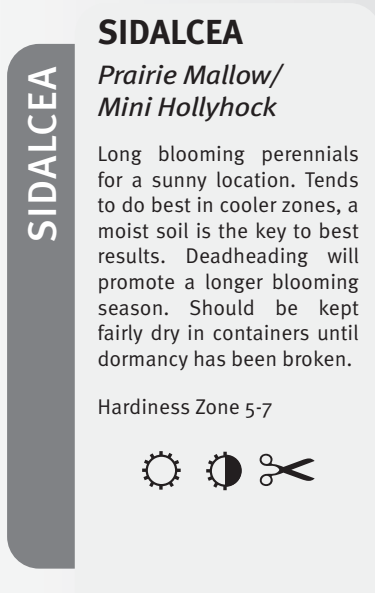 SIDALCEA
SIDALCEA
Prairie Mallow/
Mini Hollyhock
Long blooming perennials
for a sunny location. Tends
to do best in cooler zones, a
moist soil is the key to best
results. Deadheading will
promote a longer blooming
season. Should be kept
fairly dry in containers until
dormancy has been broken.
Hardiness Zone 5-7